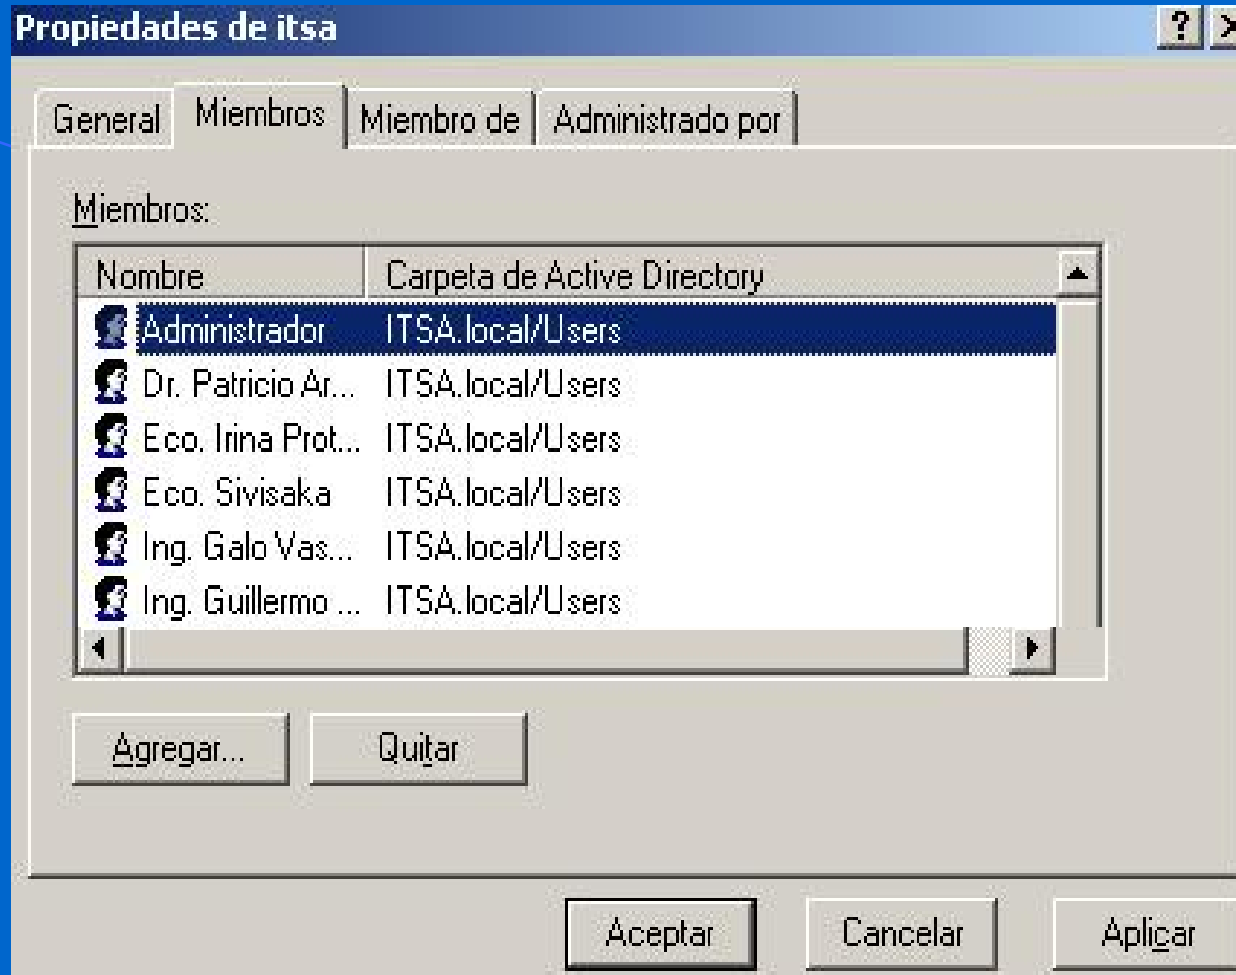 Propiedades de itsa
General Miembros Miembro de Administrado por
Miembros:
Nombre Carpeta de Active Directory
Administrador ITSA.local/Users
Dr. Patricio Ar... ITSA.local/Users
Eco. Irina Prot... ITSA.local/Users
Eco. Sivisaka ITSA.local/Users
Ing. Galo Vas... ITSA.local/Users
Ing. Guillermo ... ITSA.local/Users
Agregar... Quitar
Aceptar Cancelar Aplicar